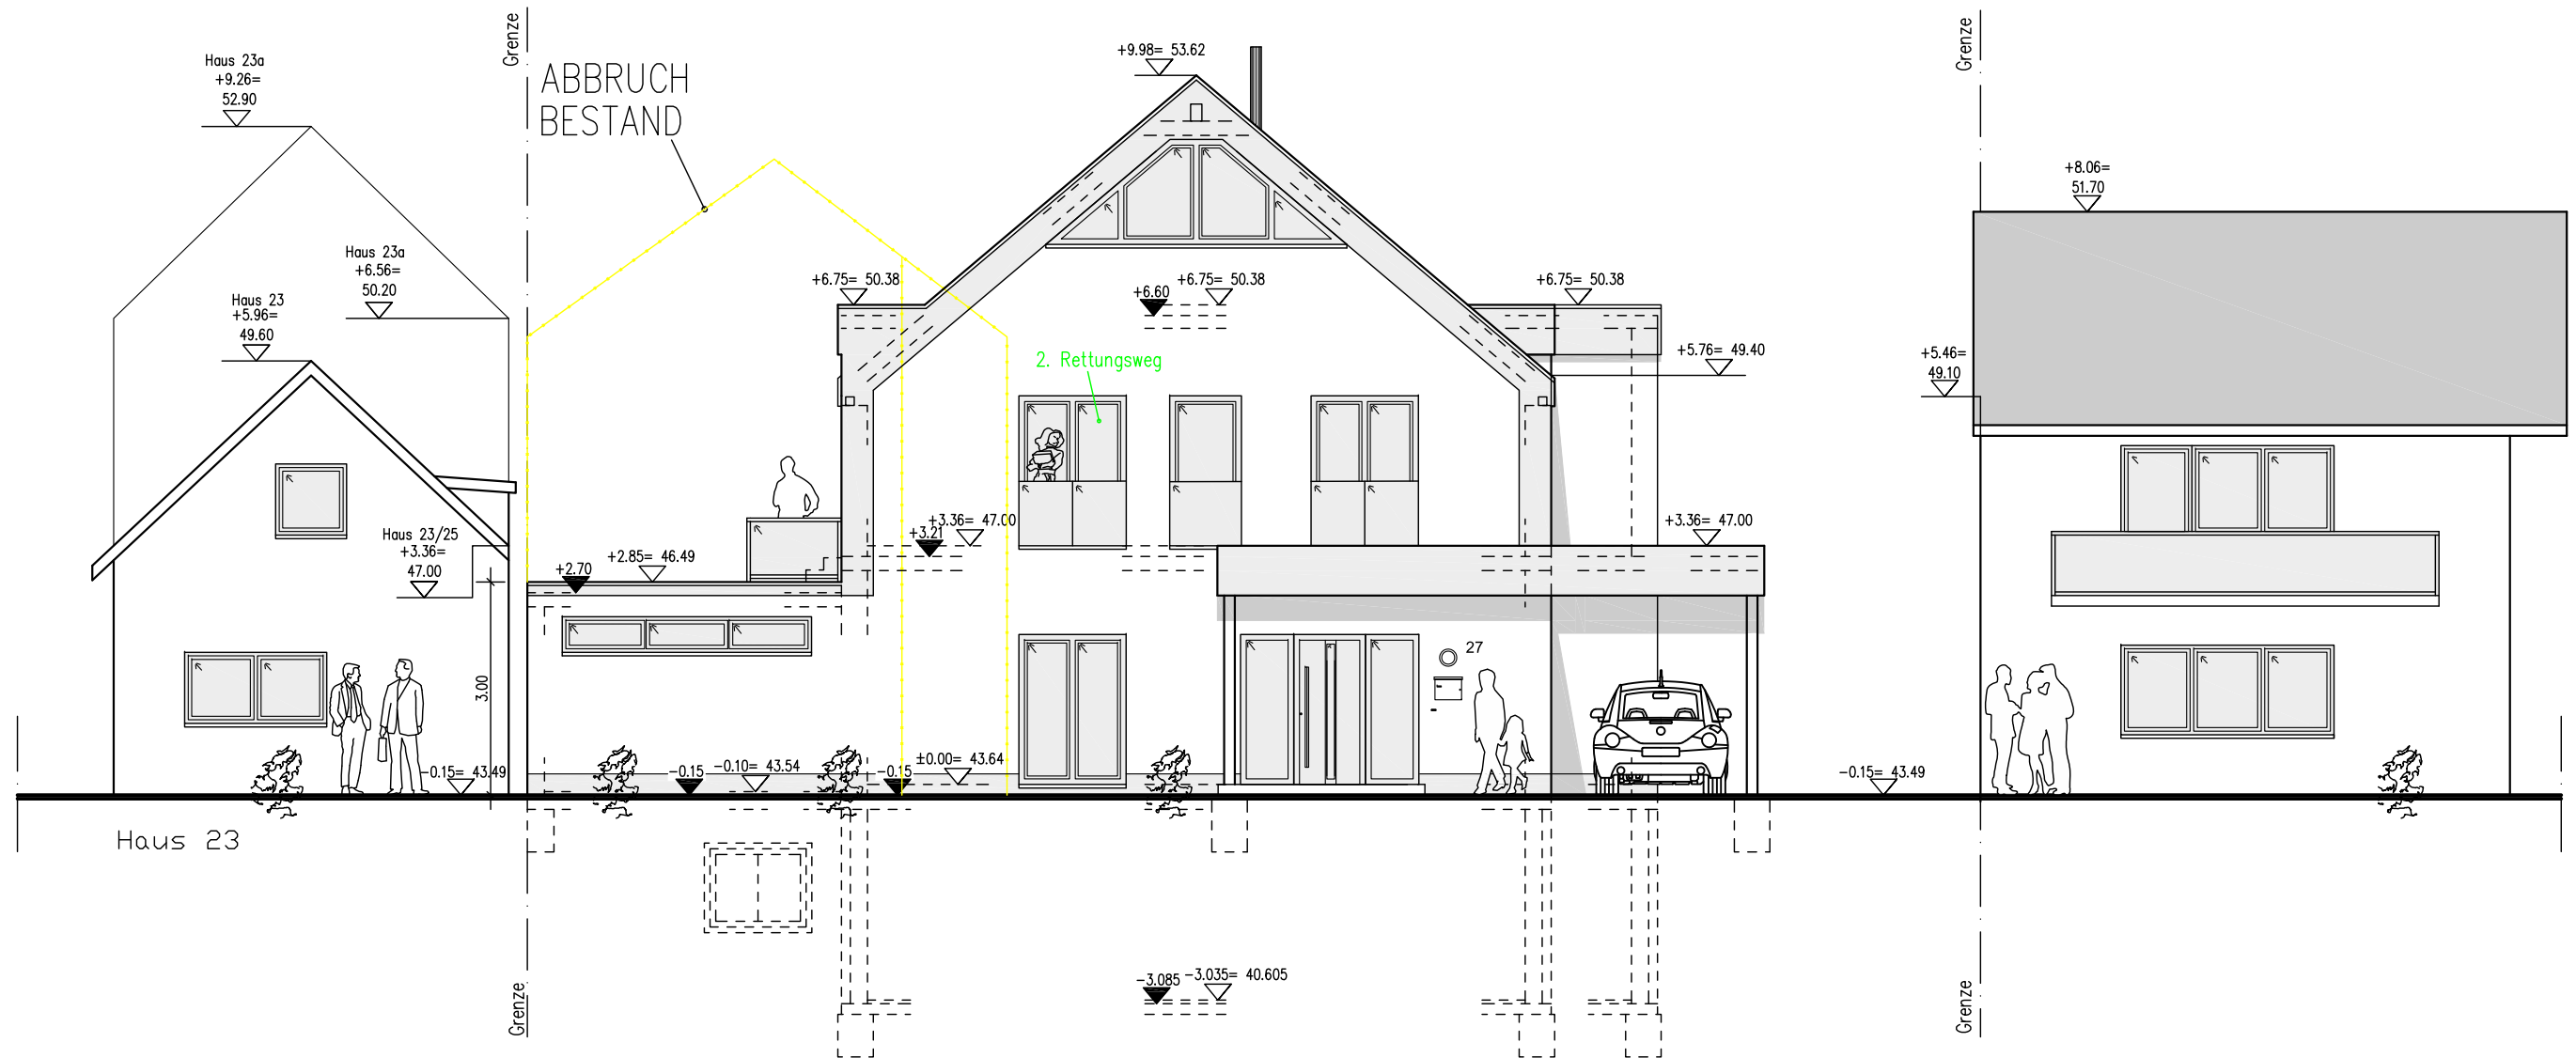 Grenze
Grenze
+9.98= 53.62
Haus 23a
+9.26=
52.90
ABBRUCH
BESTAND
+8.06=
51.70
Haus 23a
+6.56=
50.20
+6.75= 50.38
+6.75= 50.38
+6.75= 50.38
+6.60
Haus 23
+5.96=
49.60
2. Rettungsweg
+5.76= 49.40
+5.46=
49.10
Haus 23/25
+3.36=
47.00
+3.36= 47.00
+3.21
+3.36= 47.00
+2.85= 46.49
+2.70
3.00
27
-0.15= 43.49
-0.15
-0.10= 43.54
-0.15
±0.00= 43.64
-0.15= 43.49
Haus 23
-3.085
-3.035= 40.605
Grenze
Grenze